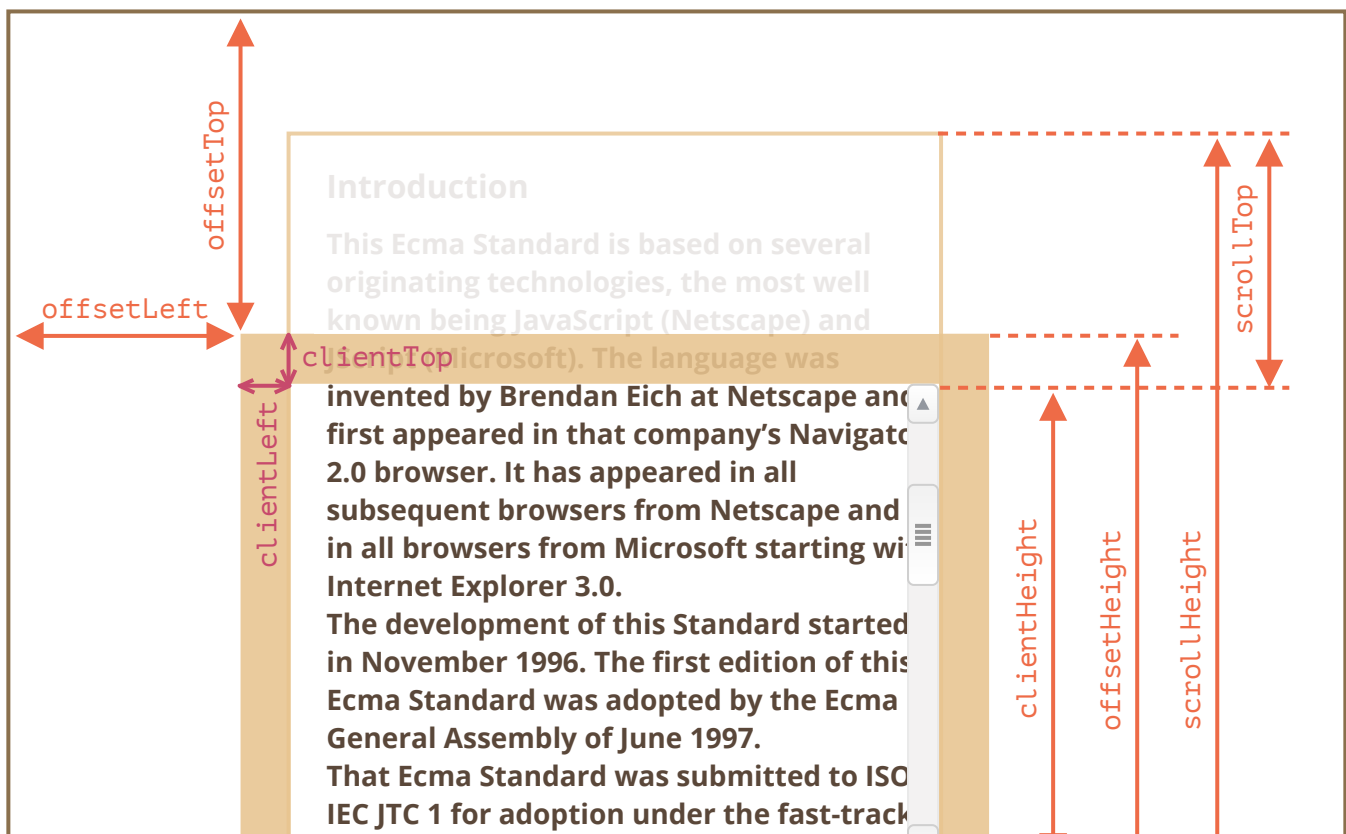 offsetTop
offsetLeft
clientTop
clientLeft
Introduction
This Ecma Standard is based on several
originating technologies, the most well
known being JavaScript (Netscape) and
JScript (Microsoft). The language was
invented by Brendan Eich at Netscape and
first appeared in that company’s Navigato
2.0 browser. It has appeared in all
subsequent browsers from Netscape and
in all browsers from Microsoft starting wi
Internet Explorer 3.0.
The development of this Standard started
in November 1996. The first edition of this
Ecma Standard was adopted by the Ecma
General Assembly of June 1997.
That Ecma Standard was submitted to ISO
IEC JTC 1 for adoption under the fast-track
scrollTop
clientHeight
offsetHeight
scrollHeight